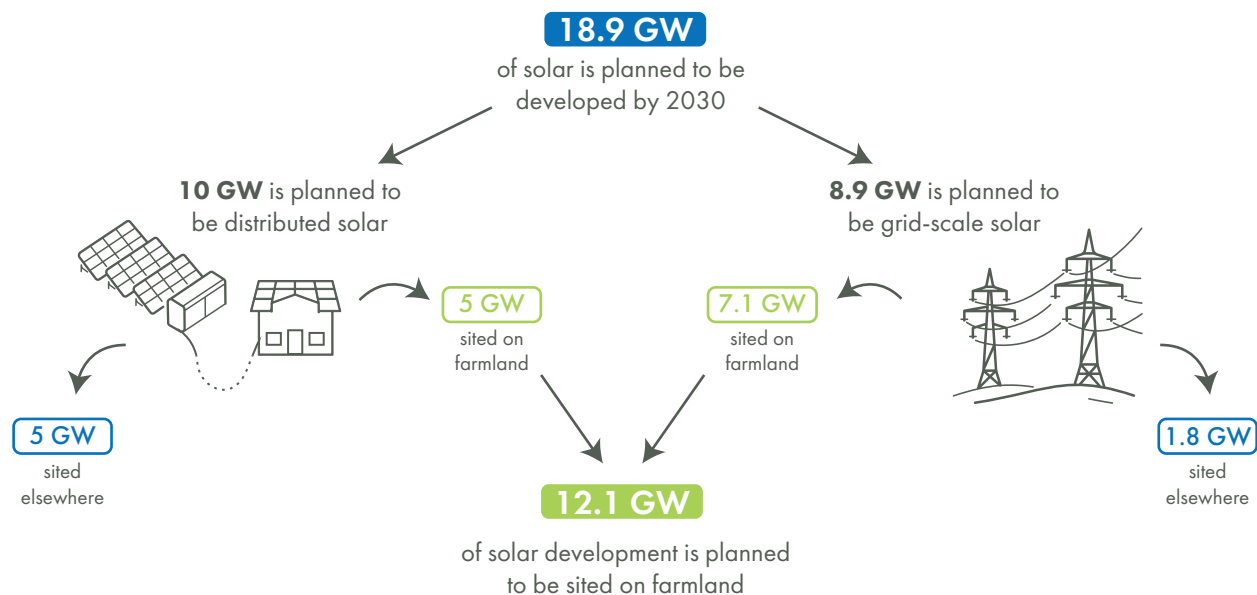 18.9 GW
of solar is planned to be
developed by 2030
10 GW is planned to
be distributed solar
8.9 GW is planned to
be grid-scale solar
5 GW
sited on
farmland
7.1 GW
sited on
farmland
5 GW
sited
elsewhere
1.8 GW
sited
elsewhere
12.1 GW
of solar development is planned
to be sited on farmland